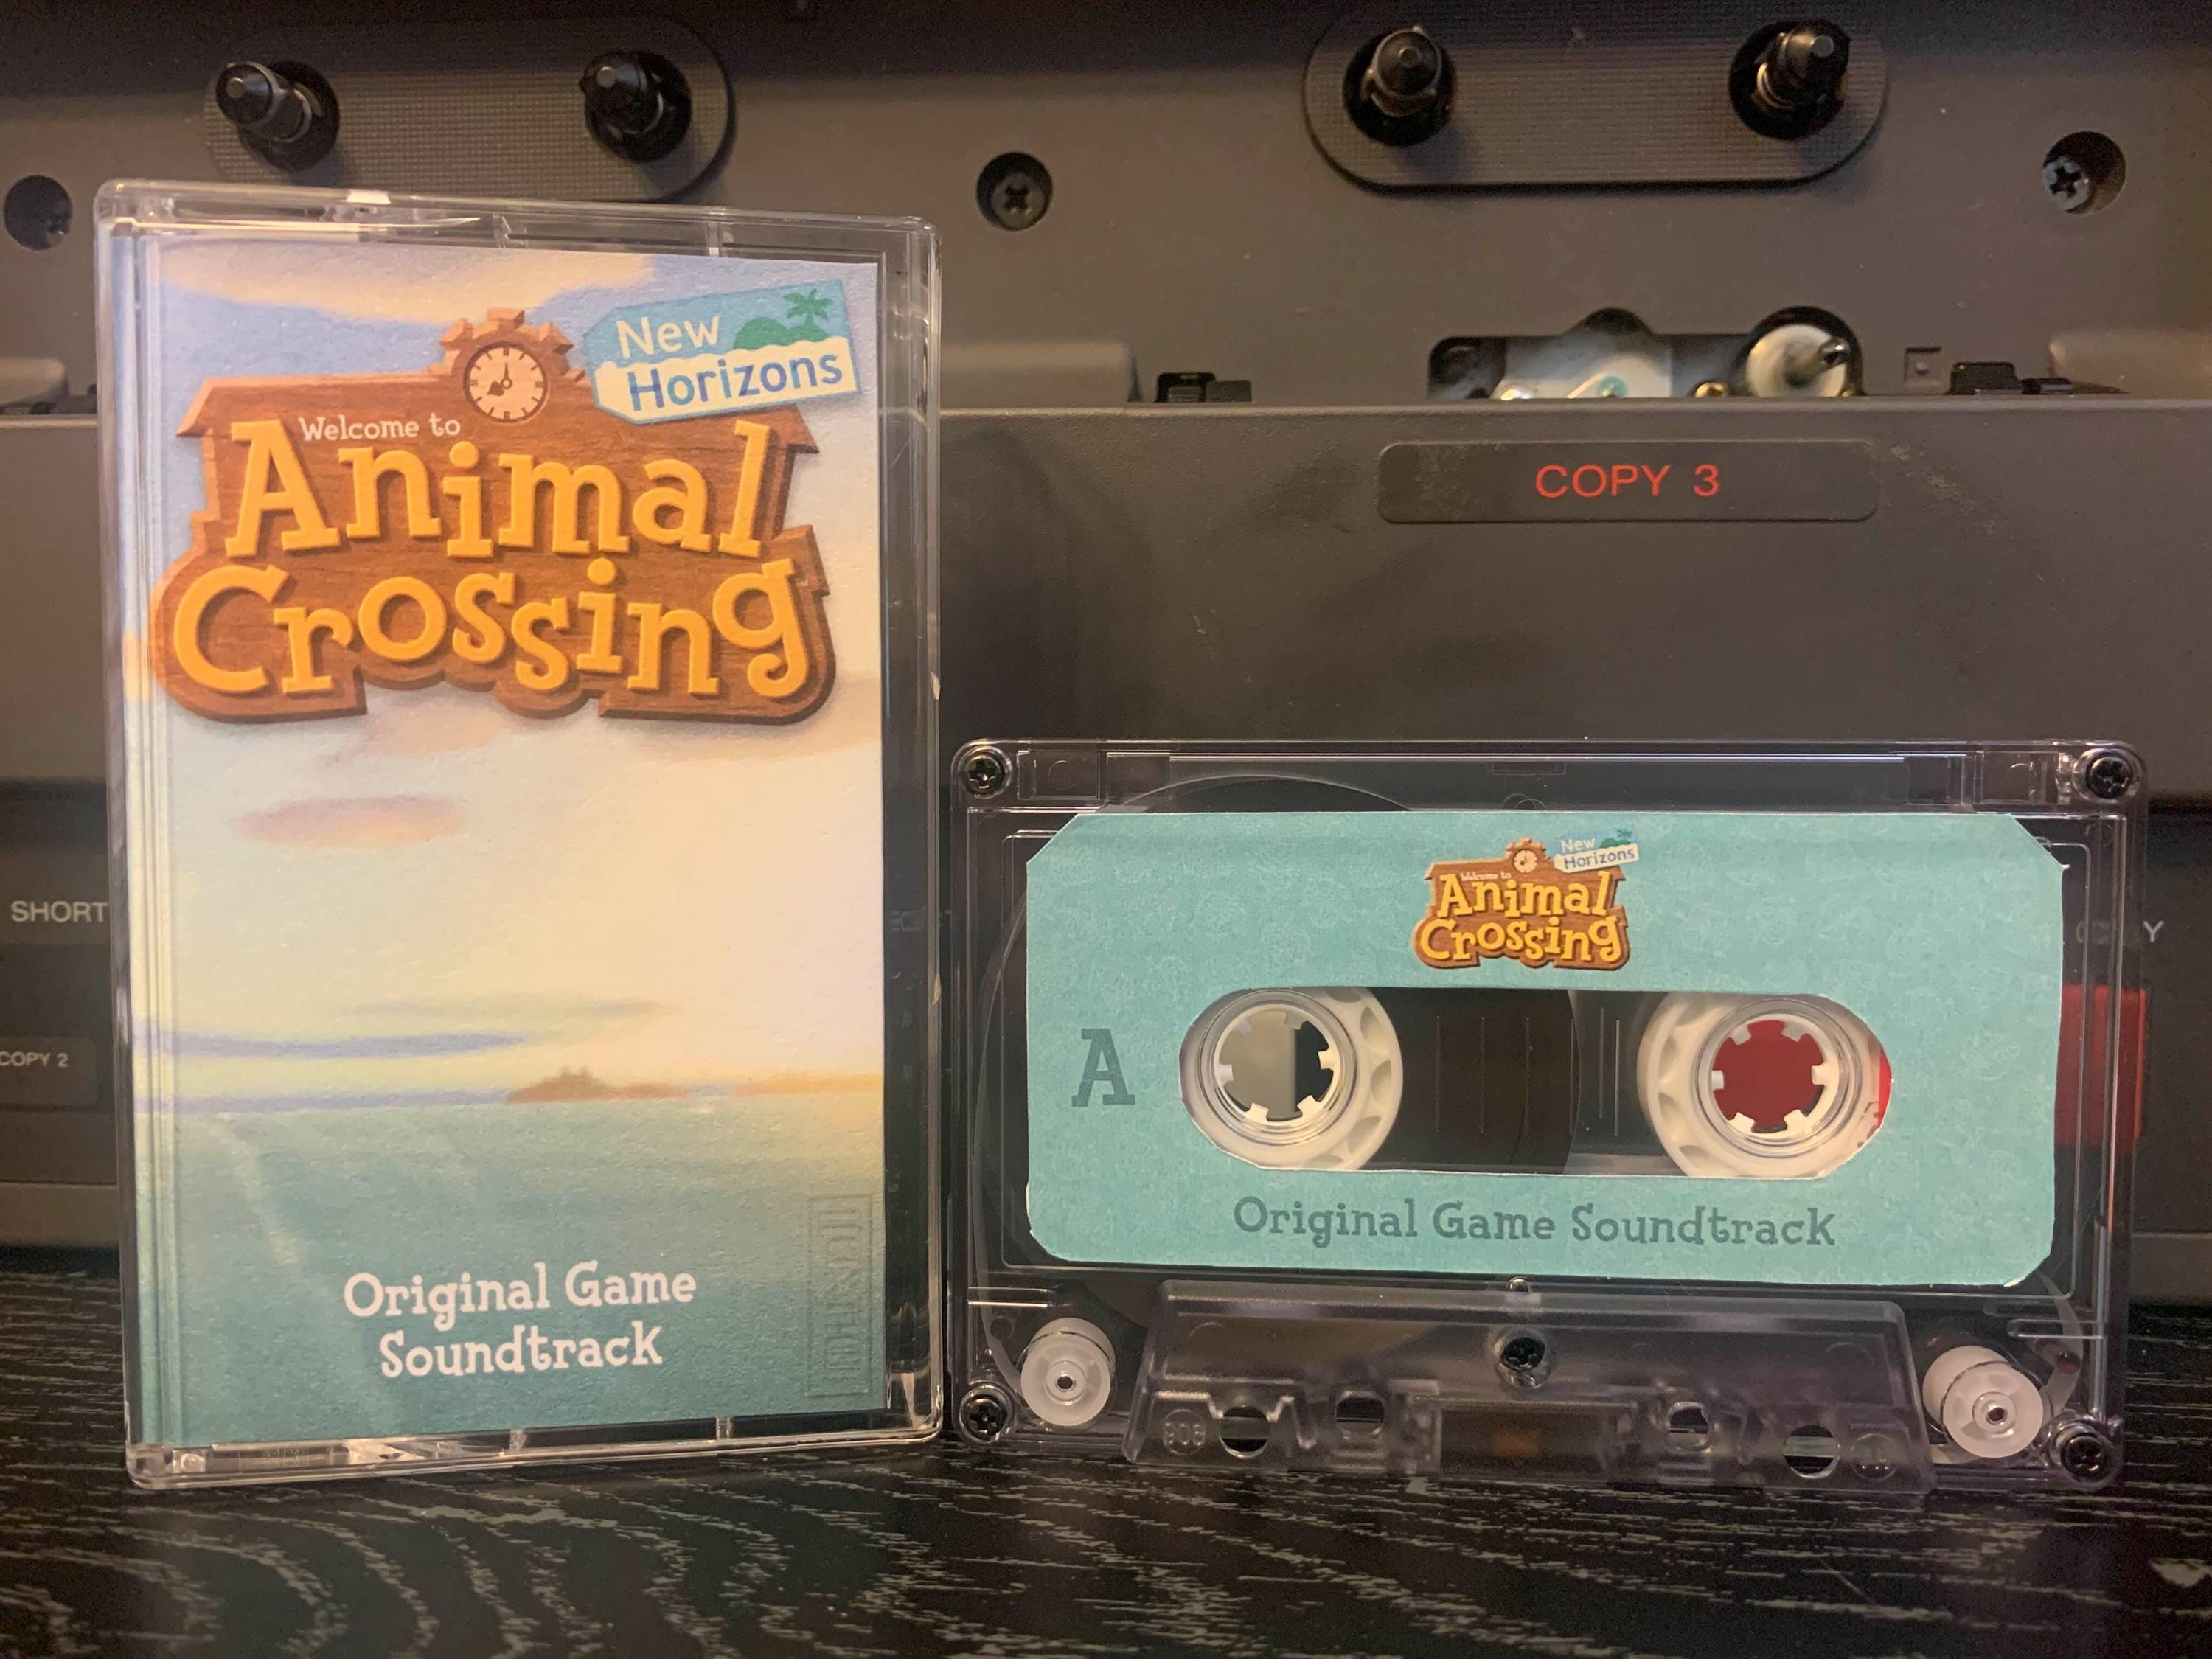 New
Horizons
Welcome to
Animal
Crossing
Original Game
Soundtrack
COPY 3
SHORT
COPY 2
New
Horizons
Welcome to
Animal
Crossing
A
Original Game Soundtrack